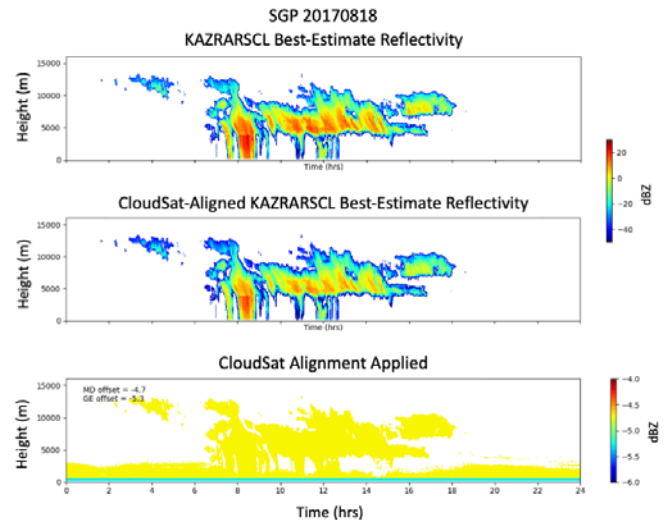 SGP 20170818
KAZRARSCL Best-Estimate Reflectivity
15000
10000
5000
0
Height (m)
Time (hrs)
20
0
−20
−40
dBZ
CloudSat-Aligned KAZRARSCL Best-Estimate Reflectivity
15000
10000
5000
0
Height (m)
Time (hrs)
CloudSat Alignment Applied
MD offset = -4.7
GE offset = -5.3
15000
10000
5000
0
Height (m)
0 2 4 6 8 10 12 14 16 18 20 22 24
Time (hrs)
−4.0
−4.5
−5.0
−5.5
−6.0
dBZ